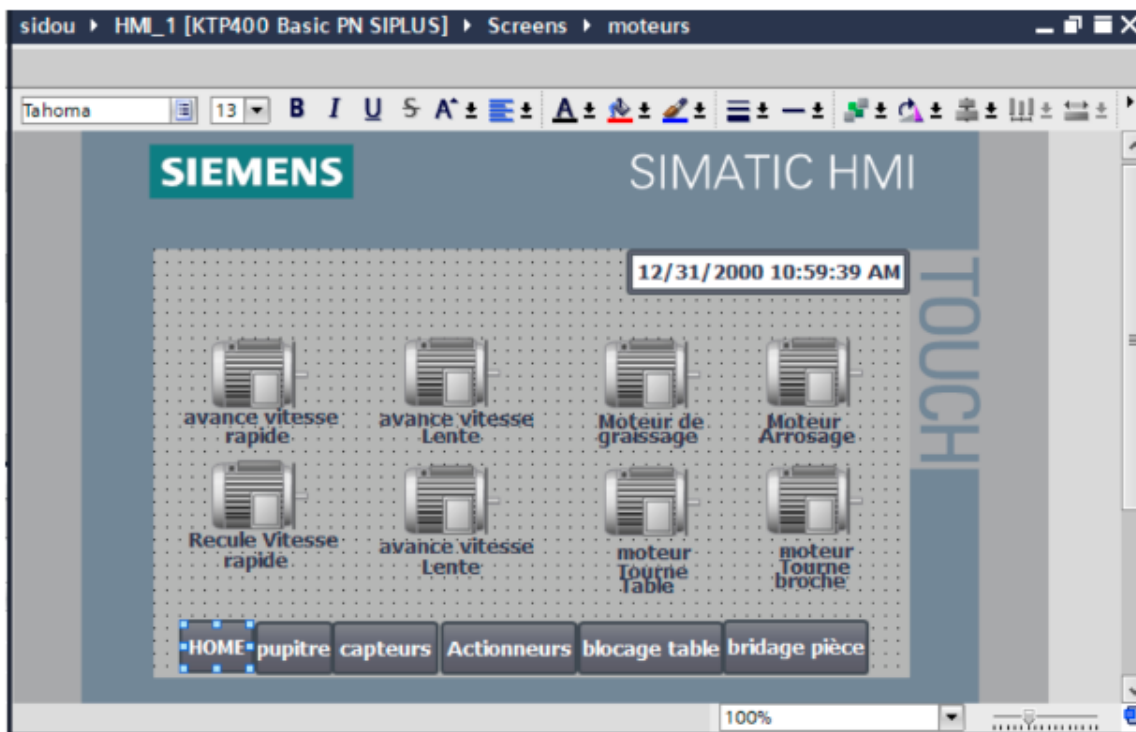 sidou ▸ HMI_1 [KTP400 Basic PN SIPLUS] ▸ Screens ▸ moteurs
Tahoma 13 B I U S A A
SIEMENS SIMATIC HMI
12/31/2000 10:59:39 AM
TOUCH
avance vitesse
rapide
avance vitesse
Lente
Moteur de
graissage
Moteur
Arrosage
Recule Vitesse
rapide
avance vitesse
Lente
moteur
Tourne
Table
moteur
Tourne
broche
HOME pupitre capteurs Actionneurs blocage table bridage pièce
100%